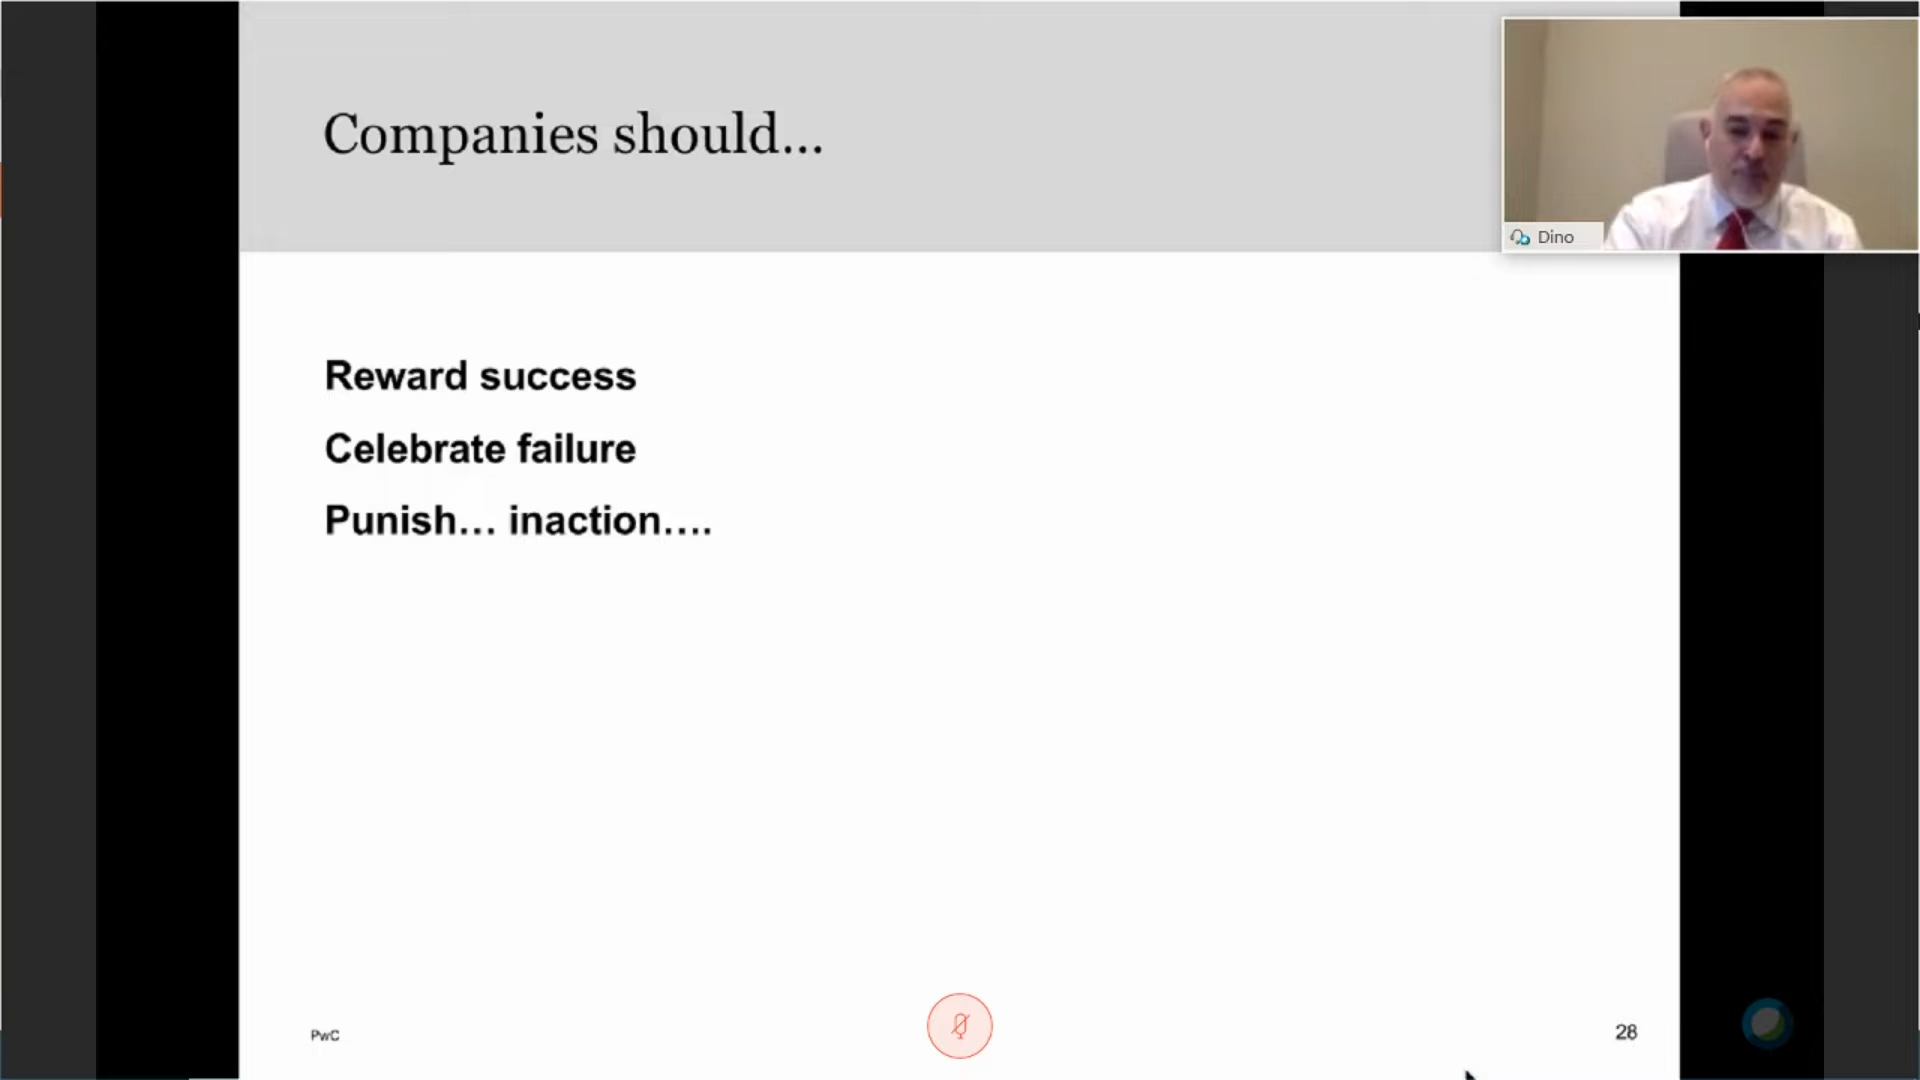 Companies should...
Dino
Reward success
Celebrate failure
Punish… inaction….
PwC
28